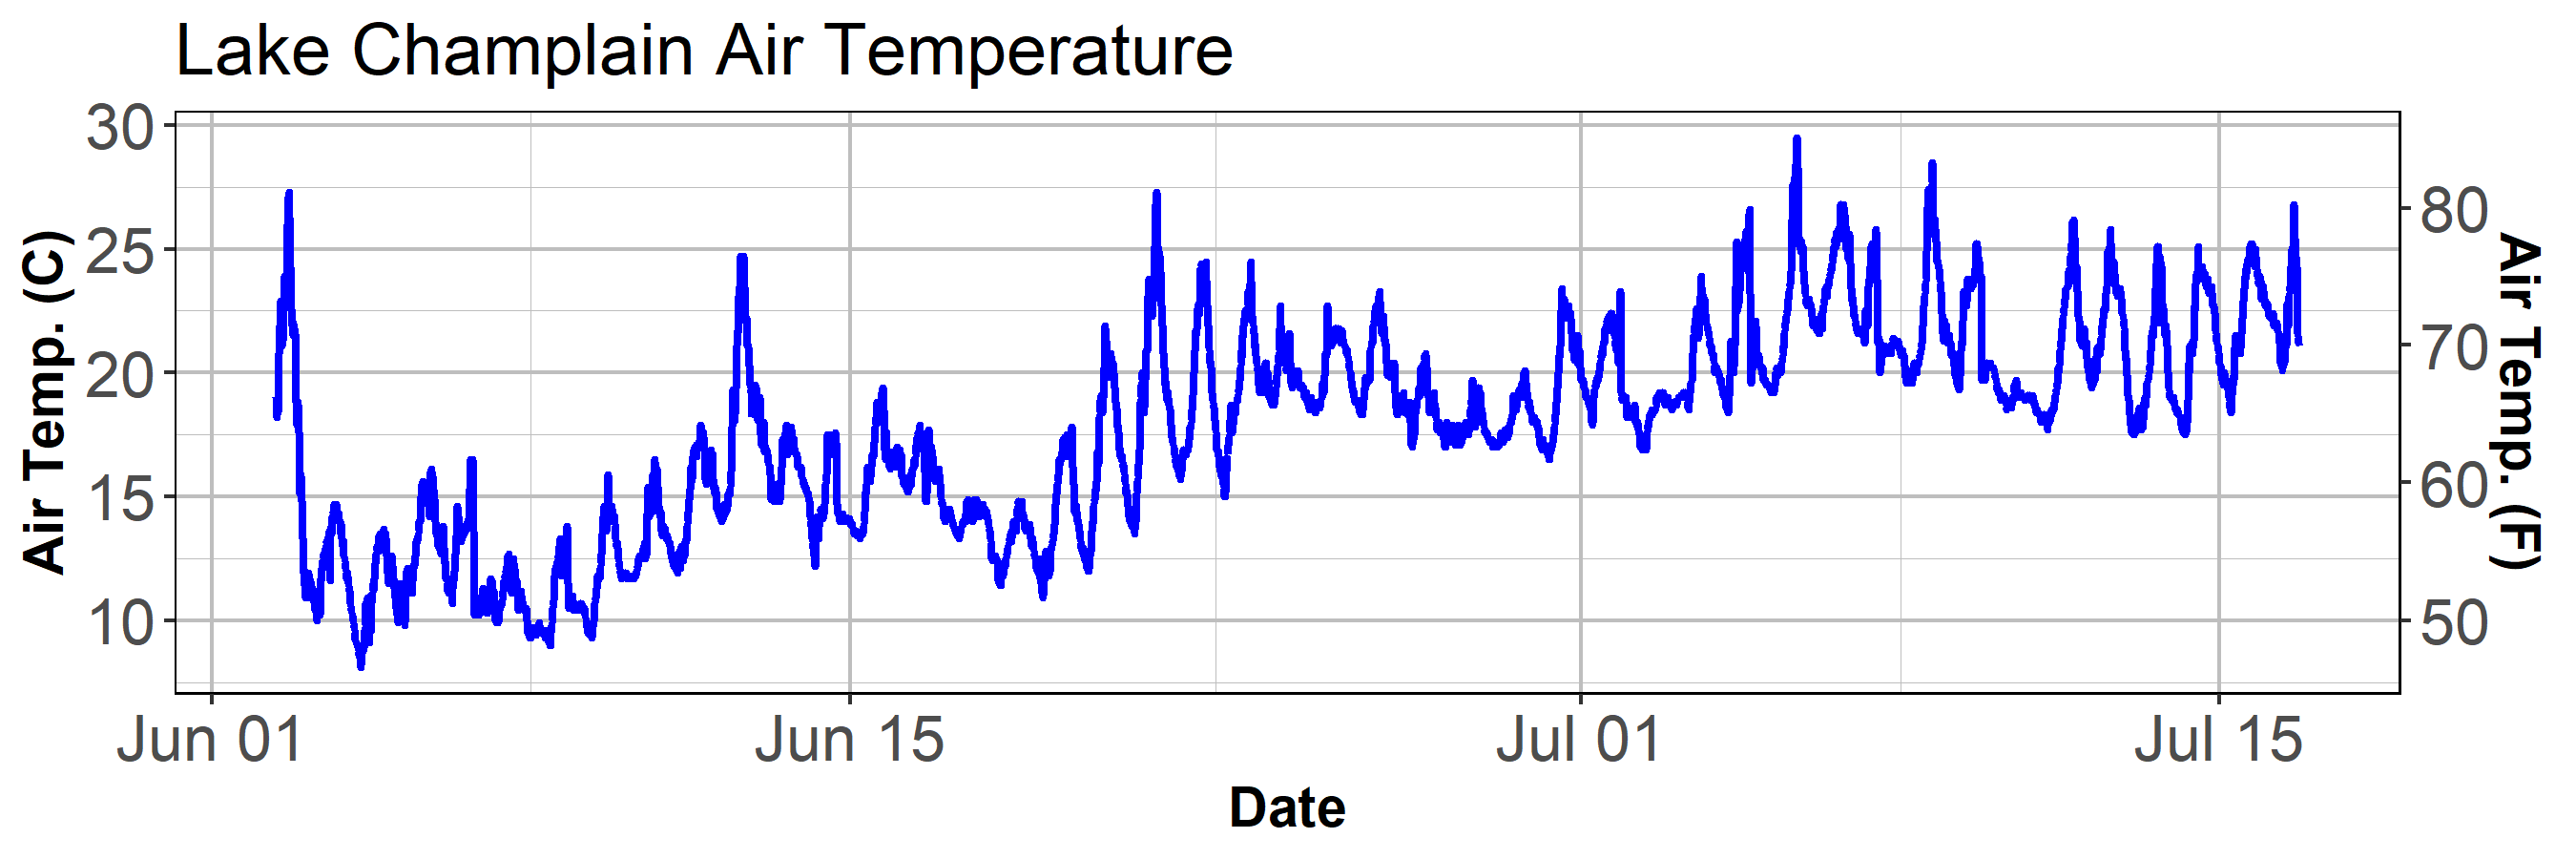 Lake Champlain Air Temperature
Air Temp. (C)
30
25
20
15
10
80
70
60
50
Air Temp. (F)
Jun 01
Jun 15
Jul 01
Jul 15
Date